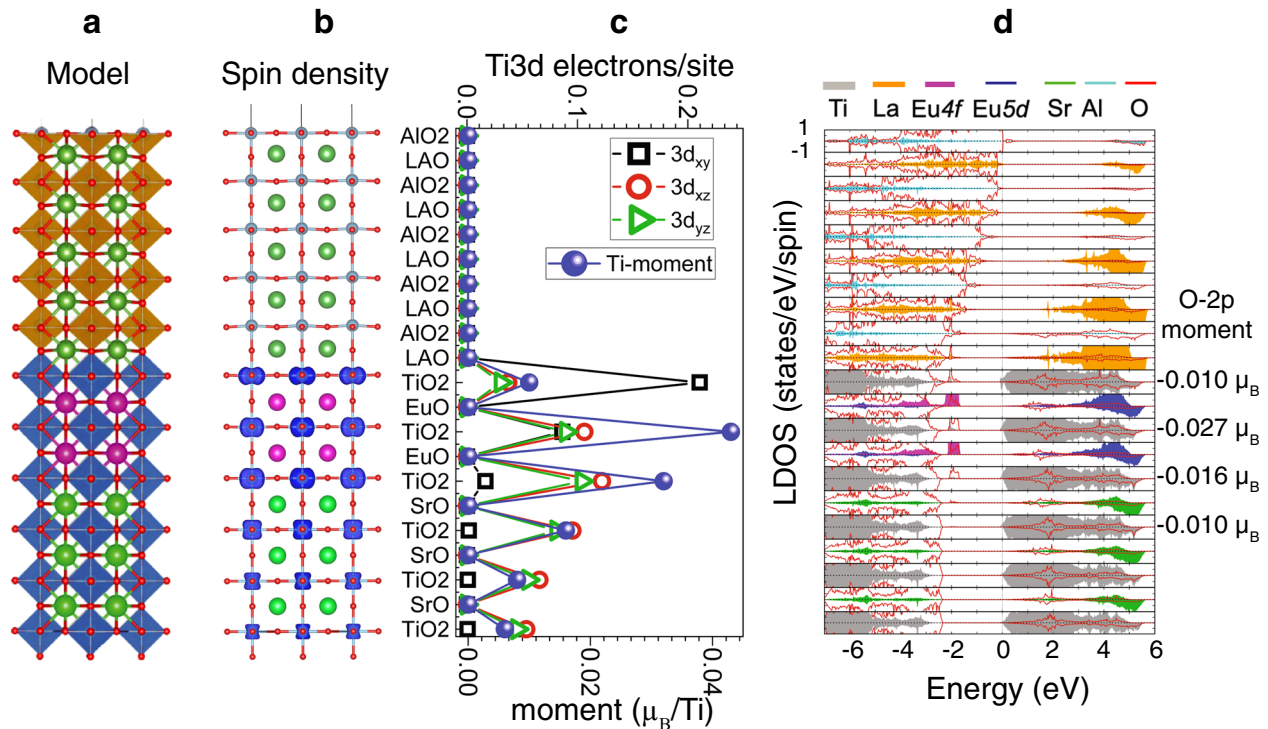 a
Model
b
Spin density
c
Ti3d electrons/site
0.0 0.1 0.2
AlO2
LAO
AlO2
LAO
AlO2
LAO
AlO2
LAO
AlO2
LAO
TiO2
EuO
TiO2
EuO
TiO2
SrO
TiO2
SrO
TiO2
SrO
TiO2
3dxy
3dxz
3dyz
Ti-moment
0.00 0.02 0.04
moment (μB/Ti)
d
Ti La Eu4f Eu5d Sr Al O
1
-1
LDOS (states/eV/spin)
O-2p
moment
-0.010 μB
-0.027 μB
-0.016 μB
-0.010 μB
-6 -4 -2 0 2 4 6
Energy (eV)